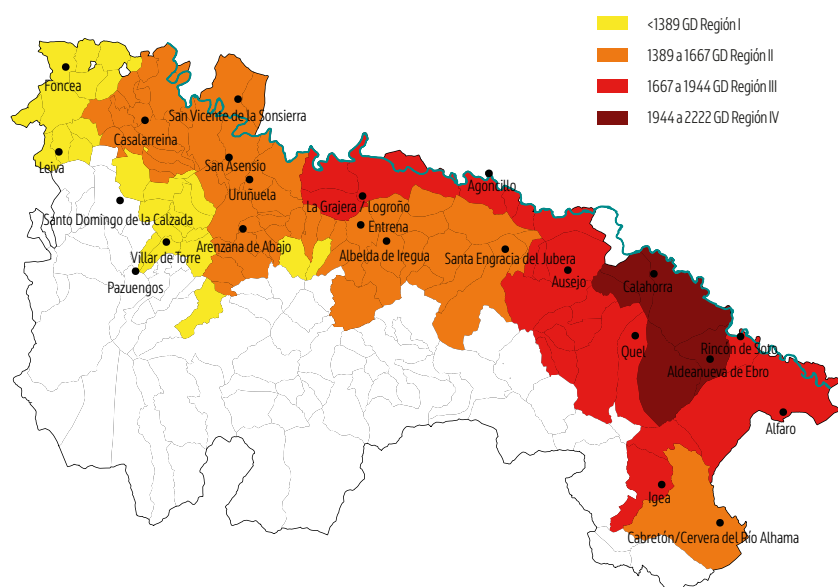 <1389 GD Región I
1389 a 1667 GD Región II
1667 a 1944 GD Región III
1944 a 2222 GD Región IV
Foncea
San Vicente de la Sonsierra
Casalarreina
Leiva
San Asensio
Uruñuela
Agoncillo
Santo Domingo de la Calzada
La Grajera / Logroño
Entrena
Arenzana de Abajo
Albelda de Iregua
Villar de Torre
Santa Engracia del Jubera
Pazuengos
Ausejo
Calahorra
Quel
Rincón de Soto
Aldeanueva de Ebro
Alfaro
Igea
Cabretón/Cervera del Río Alhama